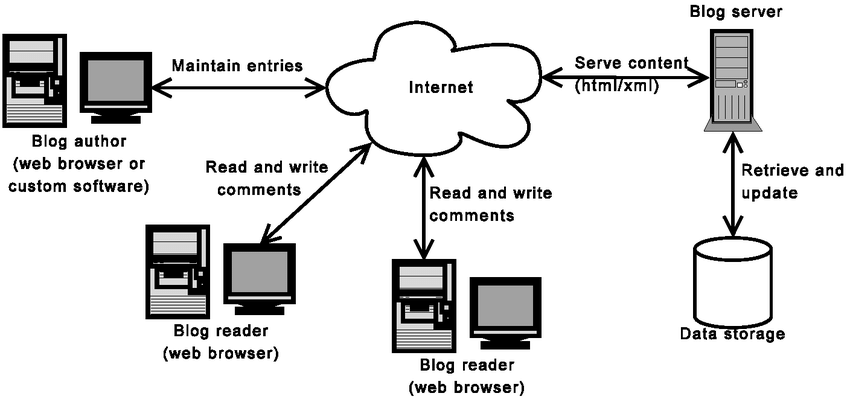 Blog server
Maintain entries
Internet
Serve content
(html/xml)
Blog author
(web browser or
custom software)
Read and write
comments
Read and write
comments
Retrieve and
update
Blog reader
(web browser)
Data storage
Blog reader
(web browser)